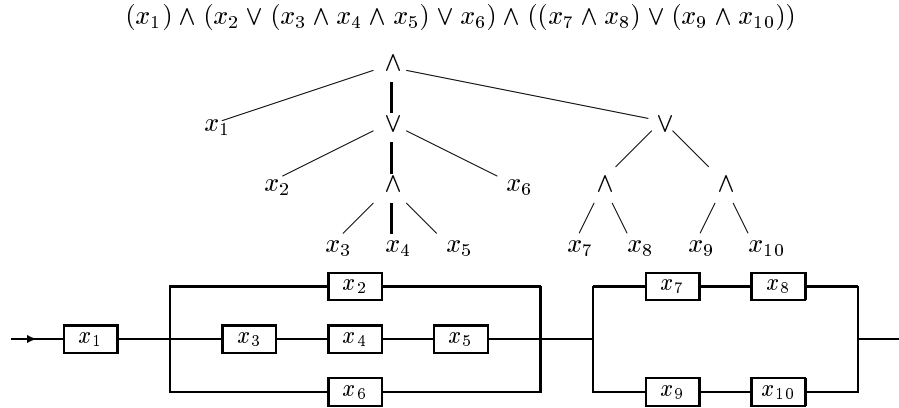 (x₁) ∧ (x₂ ∨ (x₃ ∧ x₄ ∧ x₅) ∨ x₆) ∧ ((x₇ ∧ x₈) ∨ (x₉ ∧ x₁₀))
∧
x₁ ∨ ∨
x₂ ∧ x₆ ∧ ∧
x₃ x₄ x₅ x₇ x₈ x₉ x₁₀
x₂ x₇ x₈
x₁ x₃ x₄ x₅
x₆ x₉ x₁₀